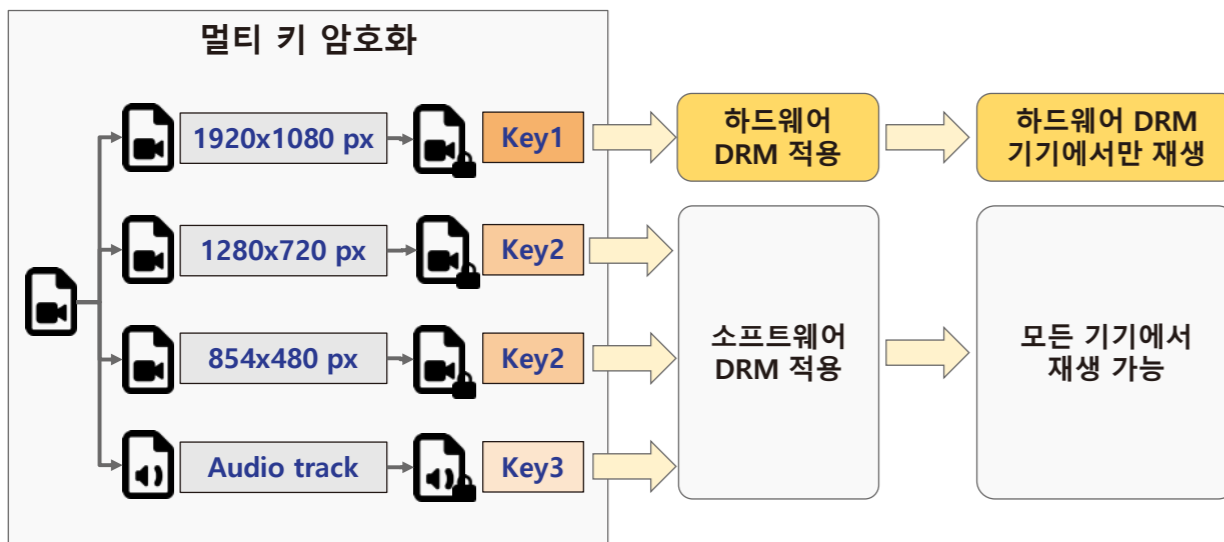 멀티 키 암호화
1920x1080 px
Key1
하드웨어
DRM 적용
하드웨어 DRM
기기에서만 재생
1280x720 px
Key2
854x480 px
Key2
소프트웨어
DRM 적용
모든 기기에서
재생 가능
Audio track
Key3